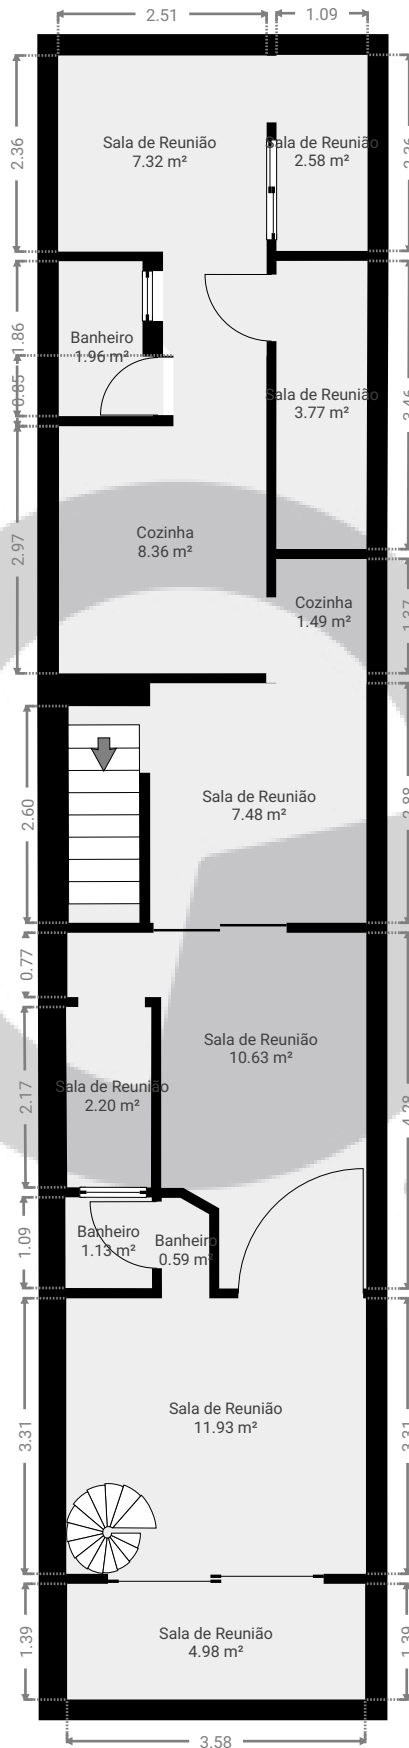 2.51
1.09
2.36
Sala de Reunião
7.32 m²
Sala de Reunião
2.58 m²
1.86
Banheiro
1.96 m²
0.85
Sala de Reunião
3.77 m²
2.97
Cozinha
8.36 m²
Cozinha
1.49 m²
2.60
Sala de Reunião
7.48 m²
0.77
Sala de Reunião
10.63 m²
2.17
Sala de Reunião
2.20 m²
1.09
Banheiro
1.13 m²
Banheiro
0.59 m²
3.31
Sala de Reunião
11.93 m²
3.31
1.39
Sala de Reunião
4.98 m²
1.39
3.58